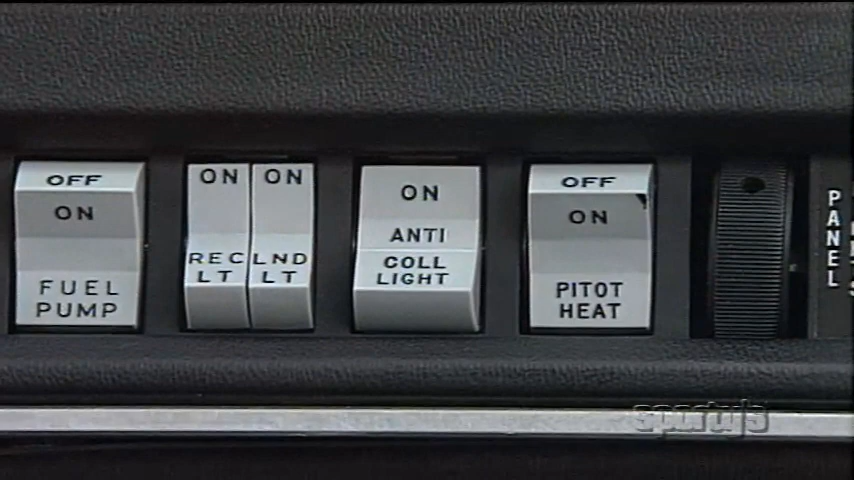 OFF
ON
FUEL
PUMP
ON
REC
LT
ON
LND
LT
ON
ANTI
COLL
LIGHT
OFF
ON
PITOT
HEAT
PANEL
sporty's